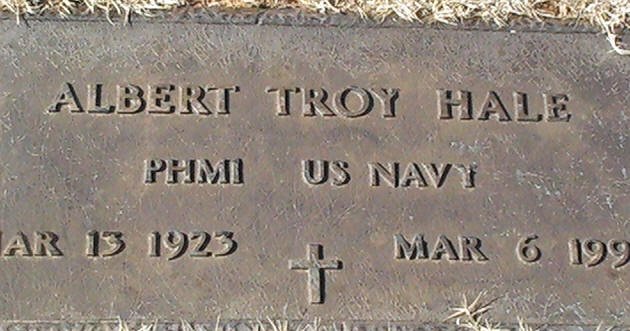 ALBERT TROY HALE
PHM1 US NAVY
MAR 13 1923 MAR 6